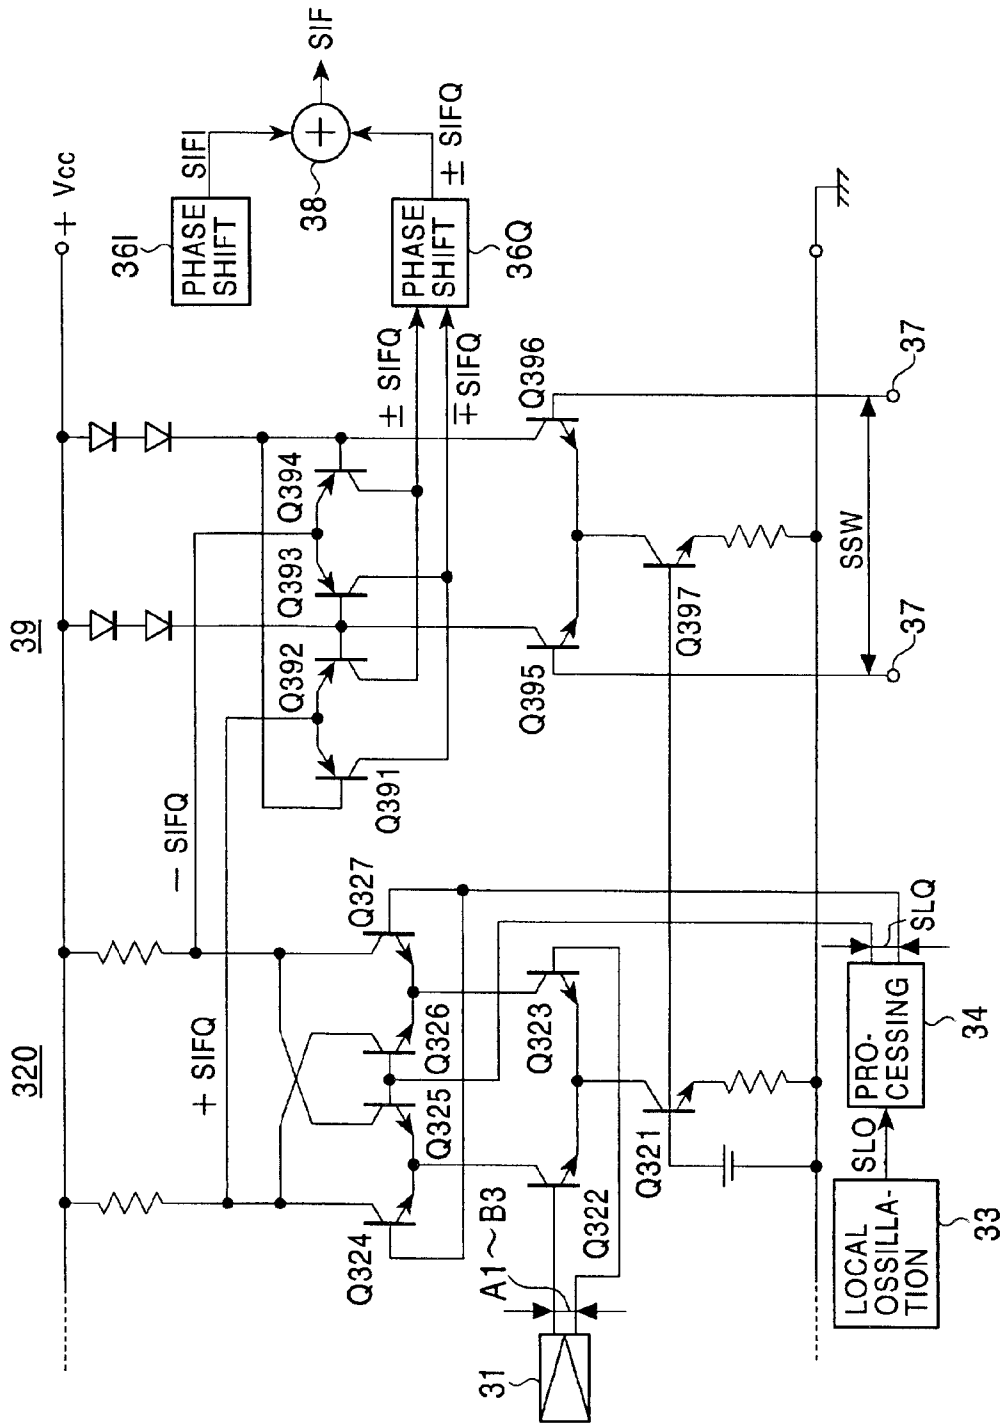 320
39
+ Vcc
+ SIFQ
− SIFQ
36I
PHASE
SHIFT
SIFI
38
SIF
± SIFQ
PHASE
SHIFT
36Q
± SIFQ
∓ SIFQ
Q324
Q325
Q326
Q327
Q391
Q392
Q393
Q394
31
A1~B3
Q322
Q323
Q395
Q396
Q321
Q397
SSW
37
37
LOCAL
OSSILLA-
TION
33
SLO
PRO-
CESSING
34
SLQ